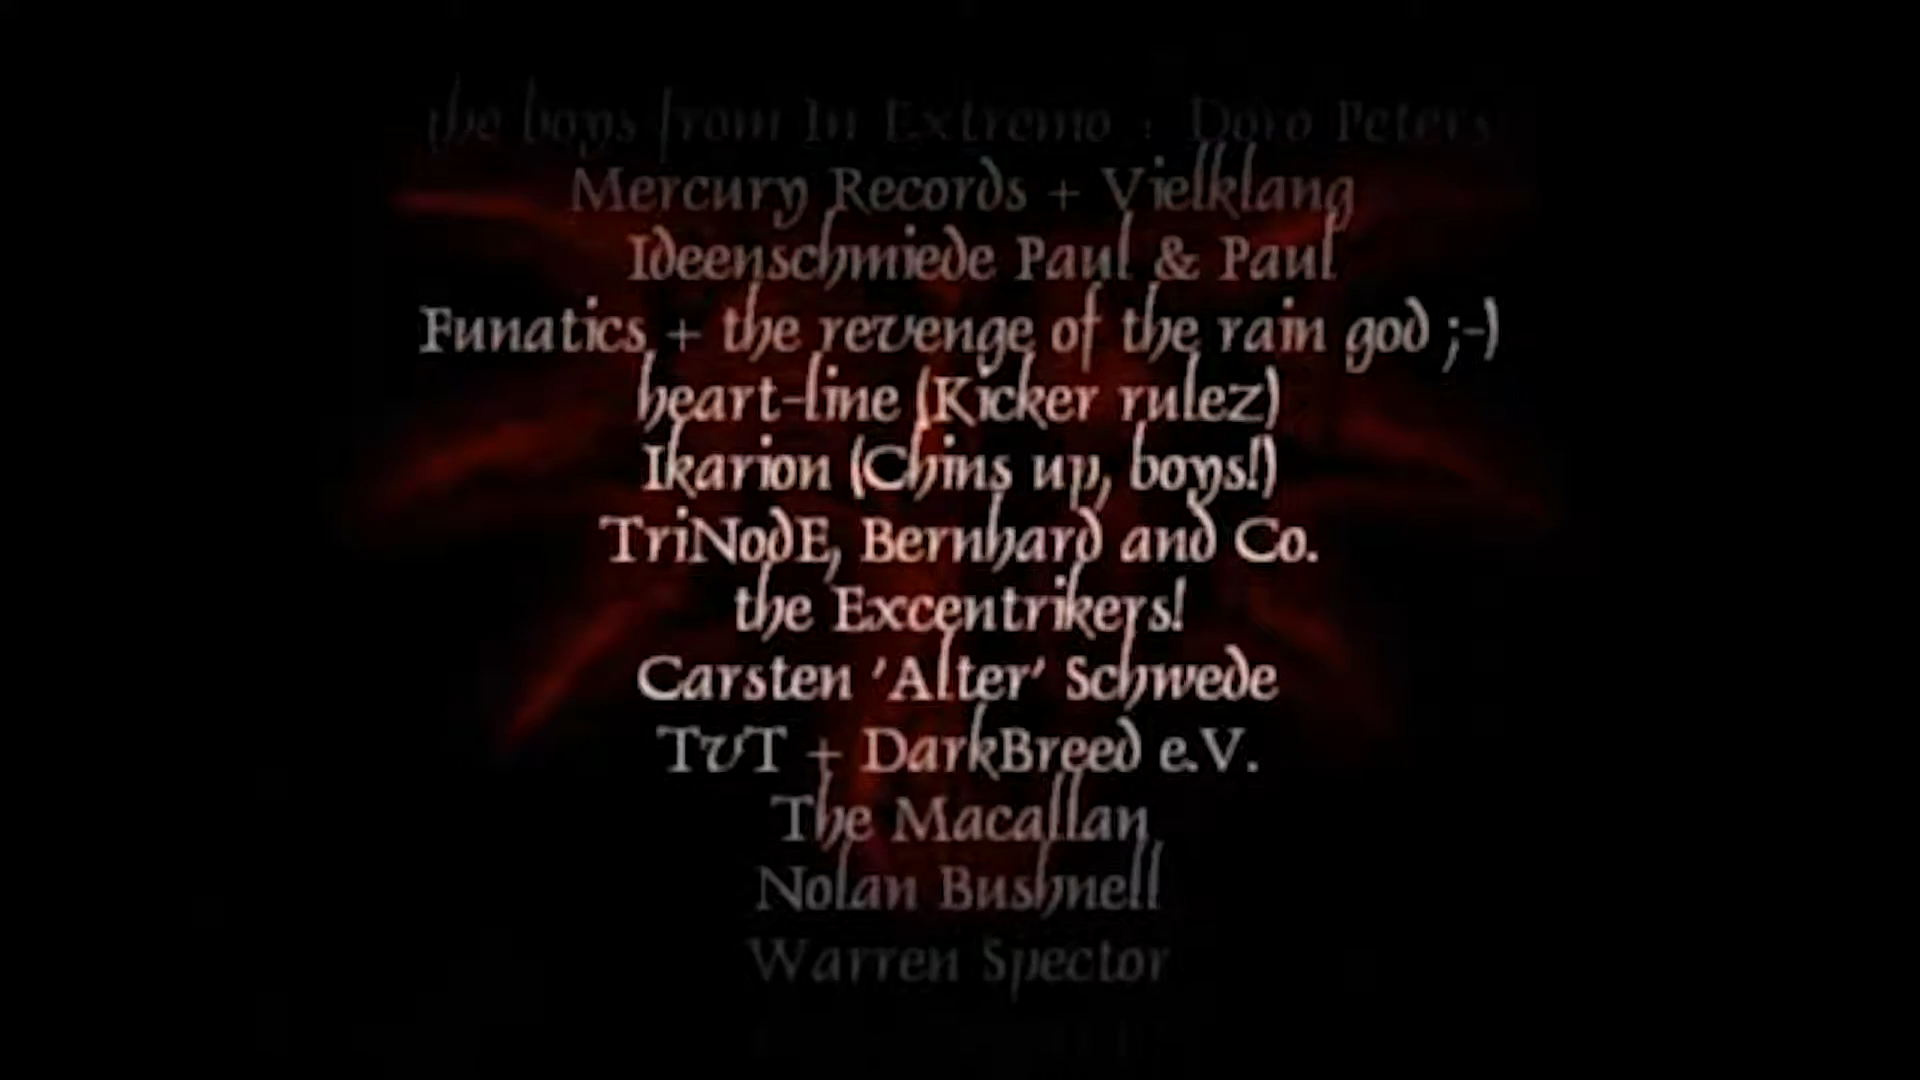 the boys from In Extremo + Doro Peters
Mercury Records + Vielklang
Ideenschmiede Paul & Paul
Funatics + the revenge of the rain god ;-)
heart-line (Kicker rulez)
Ikarion (Chins up, boys!)
TriNodE, Bernhard and Co.
the Excentrikers!
Carsten 'Alter' Schwede
TvT + DarkBreed e.V.
The Macallan
Nolan Bushnell
Warren Spector